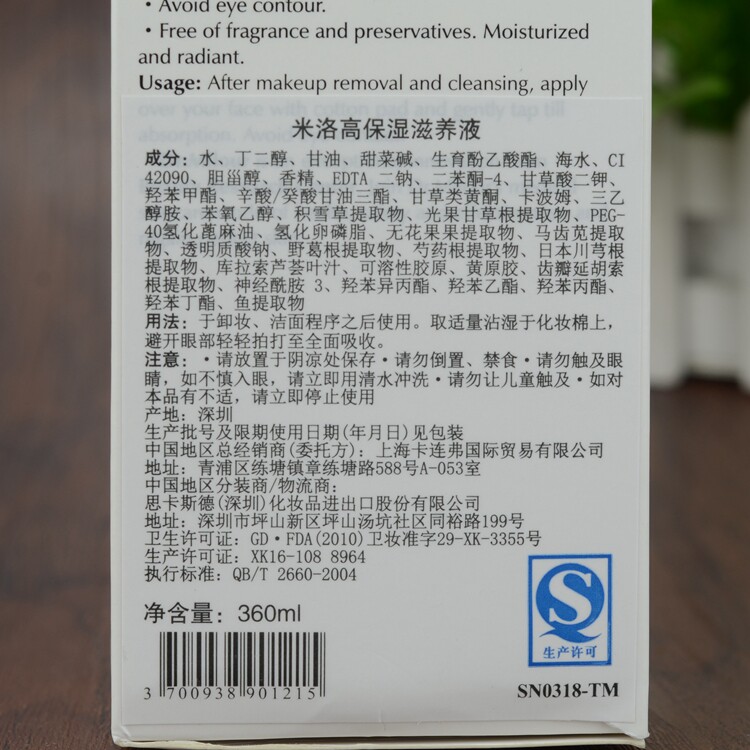 • Avoid eye contour.
• Free of fragrance and preservatives. Moisturized
and radiant.
Usage: After makeup removal and cleansing, apply
over your face with cotton pad and gently tap till
absorption. Avoid
米洛高保湿滋养液
成分：水、丁二醇、甘油、甜菜碱、生育酚乙酸酯、海水、CI
42090、胆甾醇、香精、EDTA 二钠、二苯酮-4、甘草酸二钾、
羟苯甲酯、辛酸/癸酸甘油三酯、甘草类黄酮、卡波姆、三乙
醇胺、苯氧乙醇、积雪草提取物、光果甘草根提取物、PEG-
40氢化蓖麻油、氢化卵磷脂、无花果果提取物、马齿苋提取
物、透明质酸钠、野葛根提取物、芍药根提取物、日本川芎根
提取物、库拉索芦荟叶汁、可溶性胶原、黄原胶、齿瓣延胡索
根提取物、神经酰胺 3、羟苯异丙酯、羟苯乙酯、羟苯丙酯、
羟苯丁酯、鱼提取物
用法：于卸妆、洁面程序之后使用。取适量沾湿于化妆棉上，
避开眼部轻轻拍打至全面吸收。
注意：•请放置于阴凉处保存•请勿倒置、禁食•请勿触及眼
睛，如不慎入眼，请立即用清水冲洗•请勿让儿童触及•如对
本品有不适，请立即停止使用
产地：深圳
生产批号及限期使用日期(年月日)见包装
中国地区总经销商(委托方)：上海卡连弗国际贸易有限公司
地址：青浦区练塘镇章练塘路588号A-053室
中国地区分装商/物流商：
思卡斯德(深圳)化妆品进出口股份有限公司
地址：深圳市坪山新区坪山汤坑社区同裕路199号
卫生许可证：GD•FDA(2010)卫妆准字29-XK-3355号
生产许可证：XK16-108 8964
执行标准：QB/T 2660-2004
净含量：360ml
生产许可
3 700938 901215
SN0318-TM